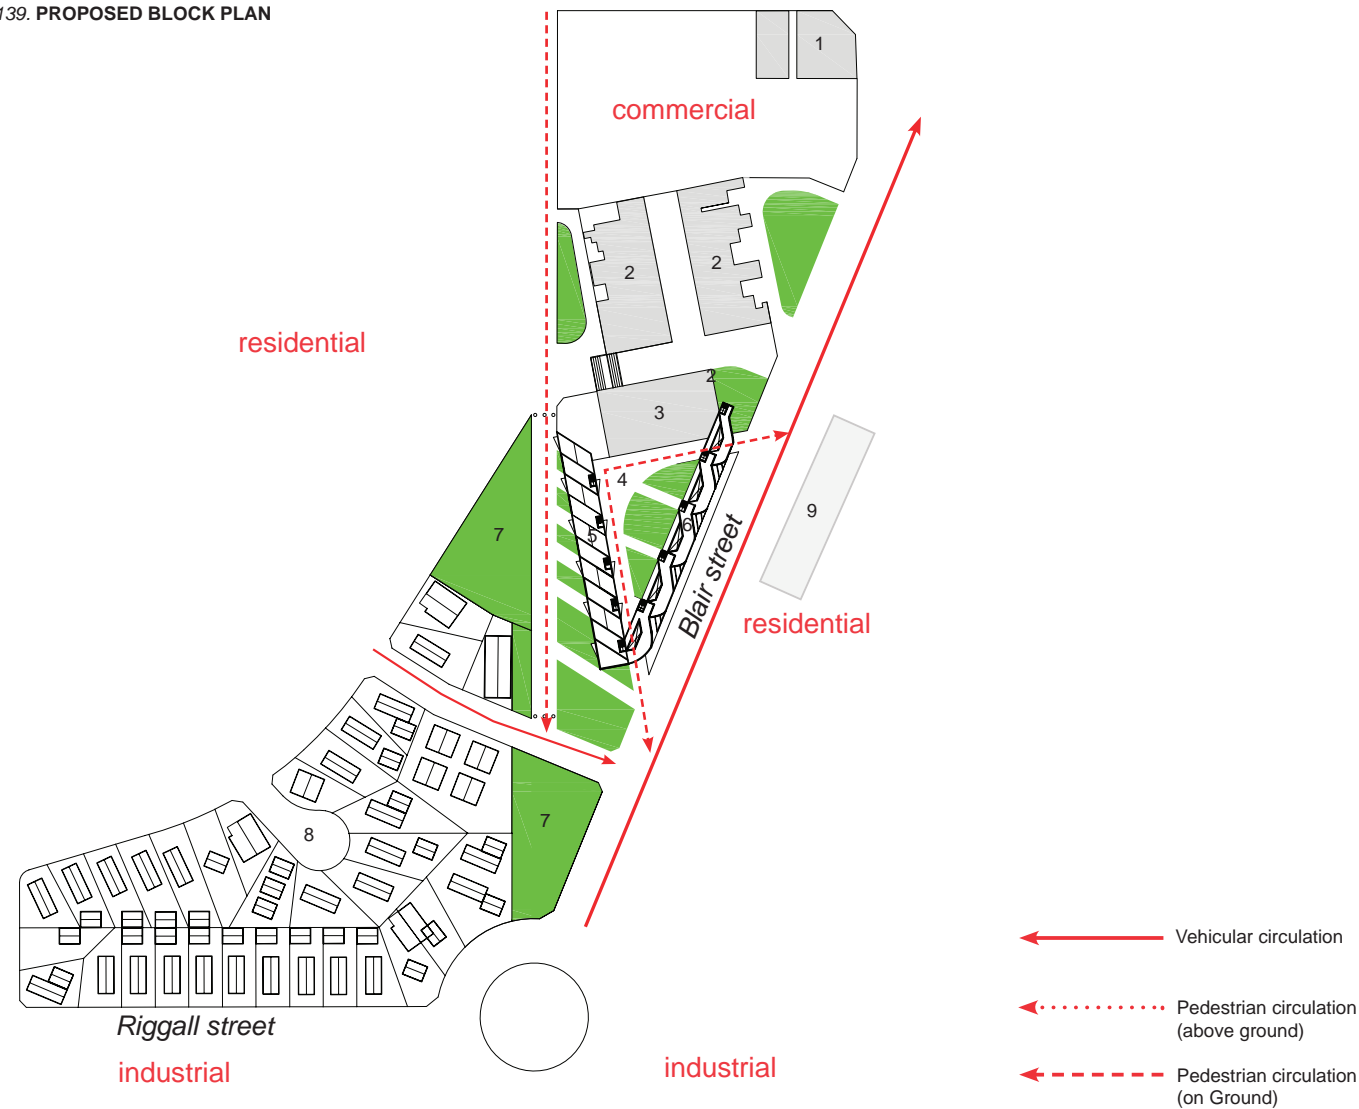 139. PROPOSED BLOCK PLAN
1
commercial
2
2
residential
2
3
4
7
5
6
9
Blair street
residential
7
8
Vehicular circulation
Riggall street
Pedestrian circulation
(above ground)
industrial
industrial
Pedestrian circulation
(on Ground)